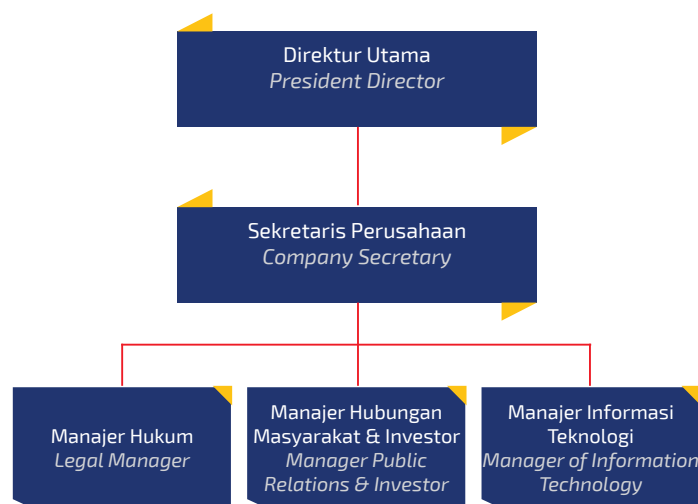 Direktur Utama
President Director
Sekretaris Perusahaan
Company Secretary
Manajer Hukum
Legal Manager
Manajer Hubungan
Masyarakat & Investor
Manager Public
Relations & Investor
Manajer Informasi
Teknologi
Manager of Information
Technology